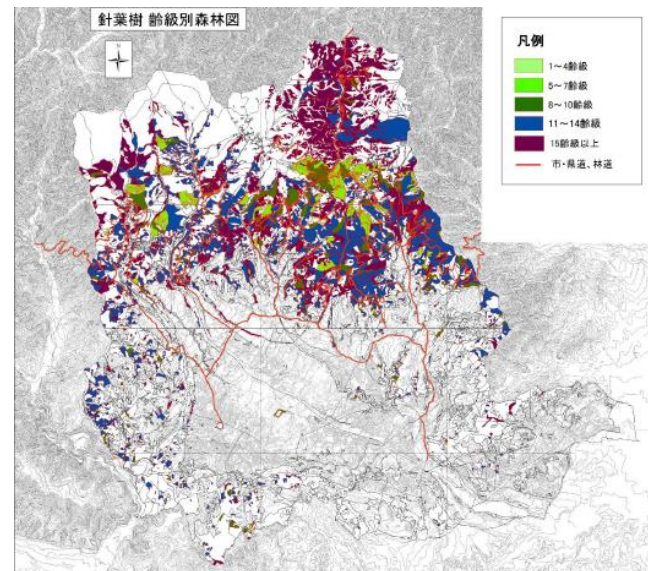 針葉樹 齢級別森林図
N
凡例
1～4齢級
5～7齢級
8～10齢級
11～14齢級
15齢級以上
市・県道、林道